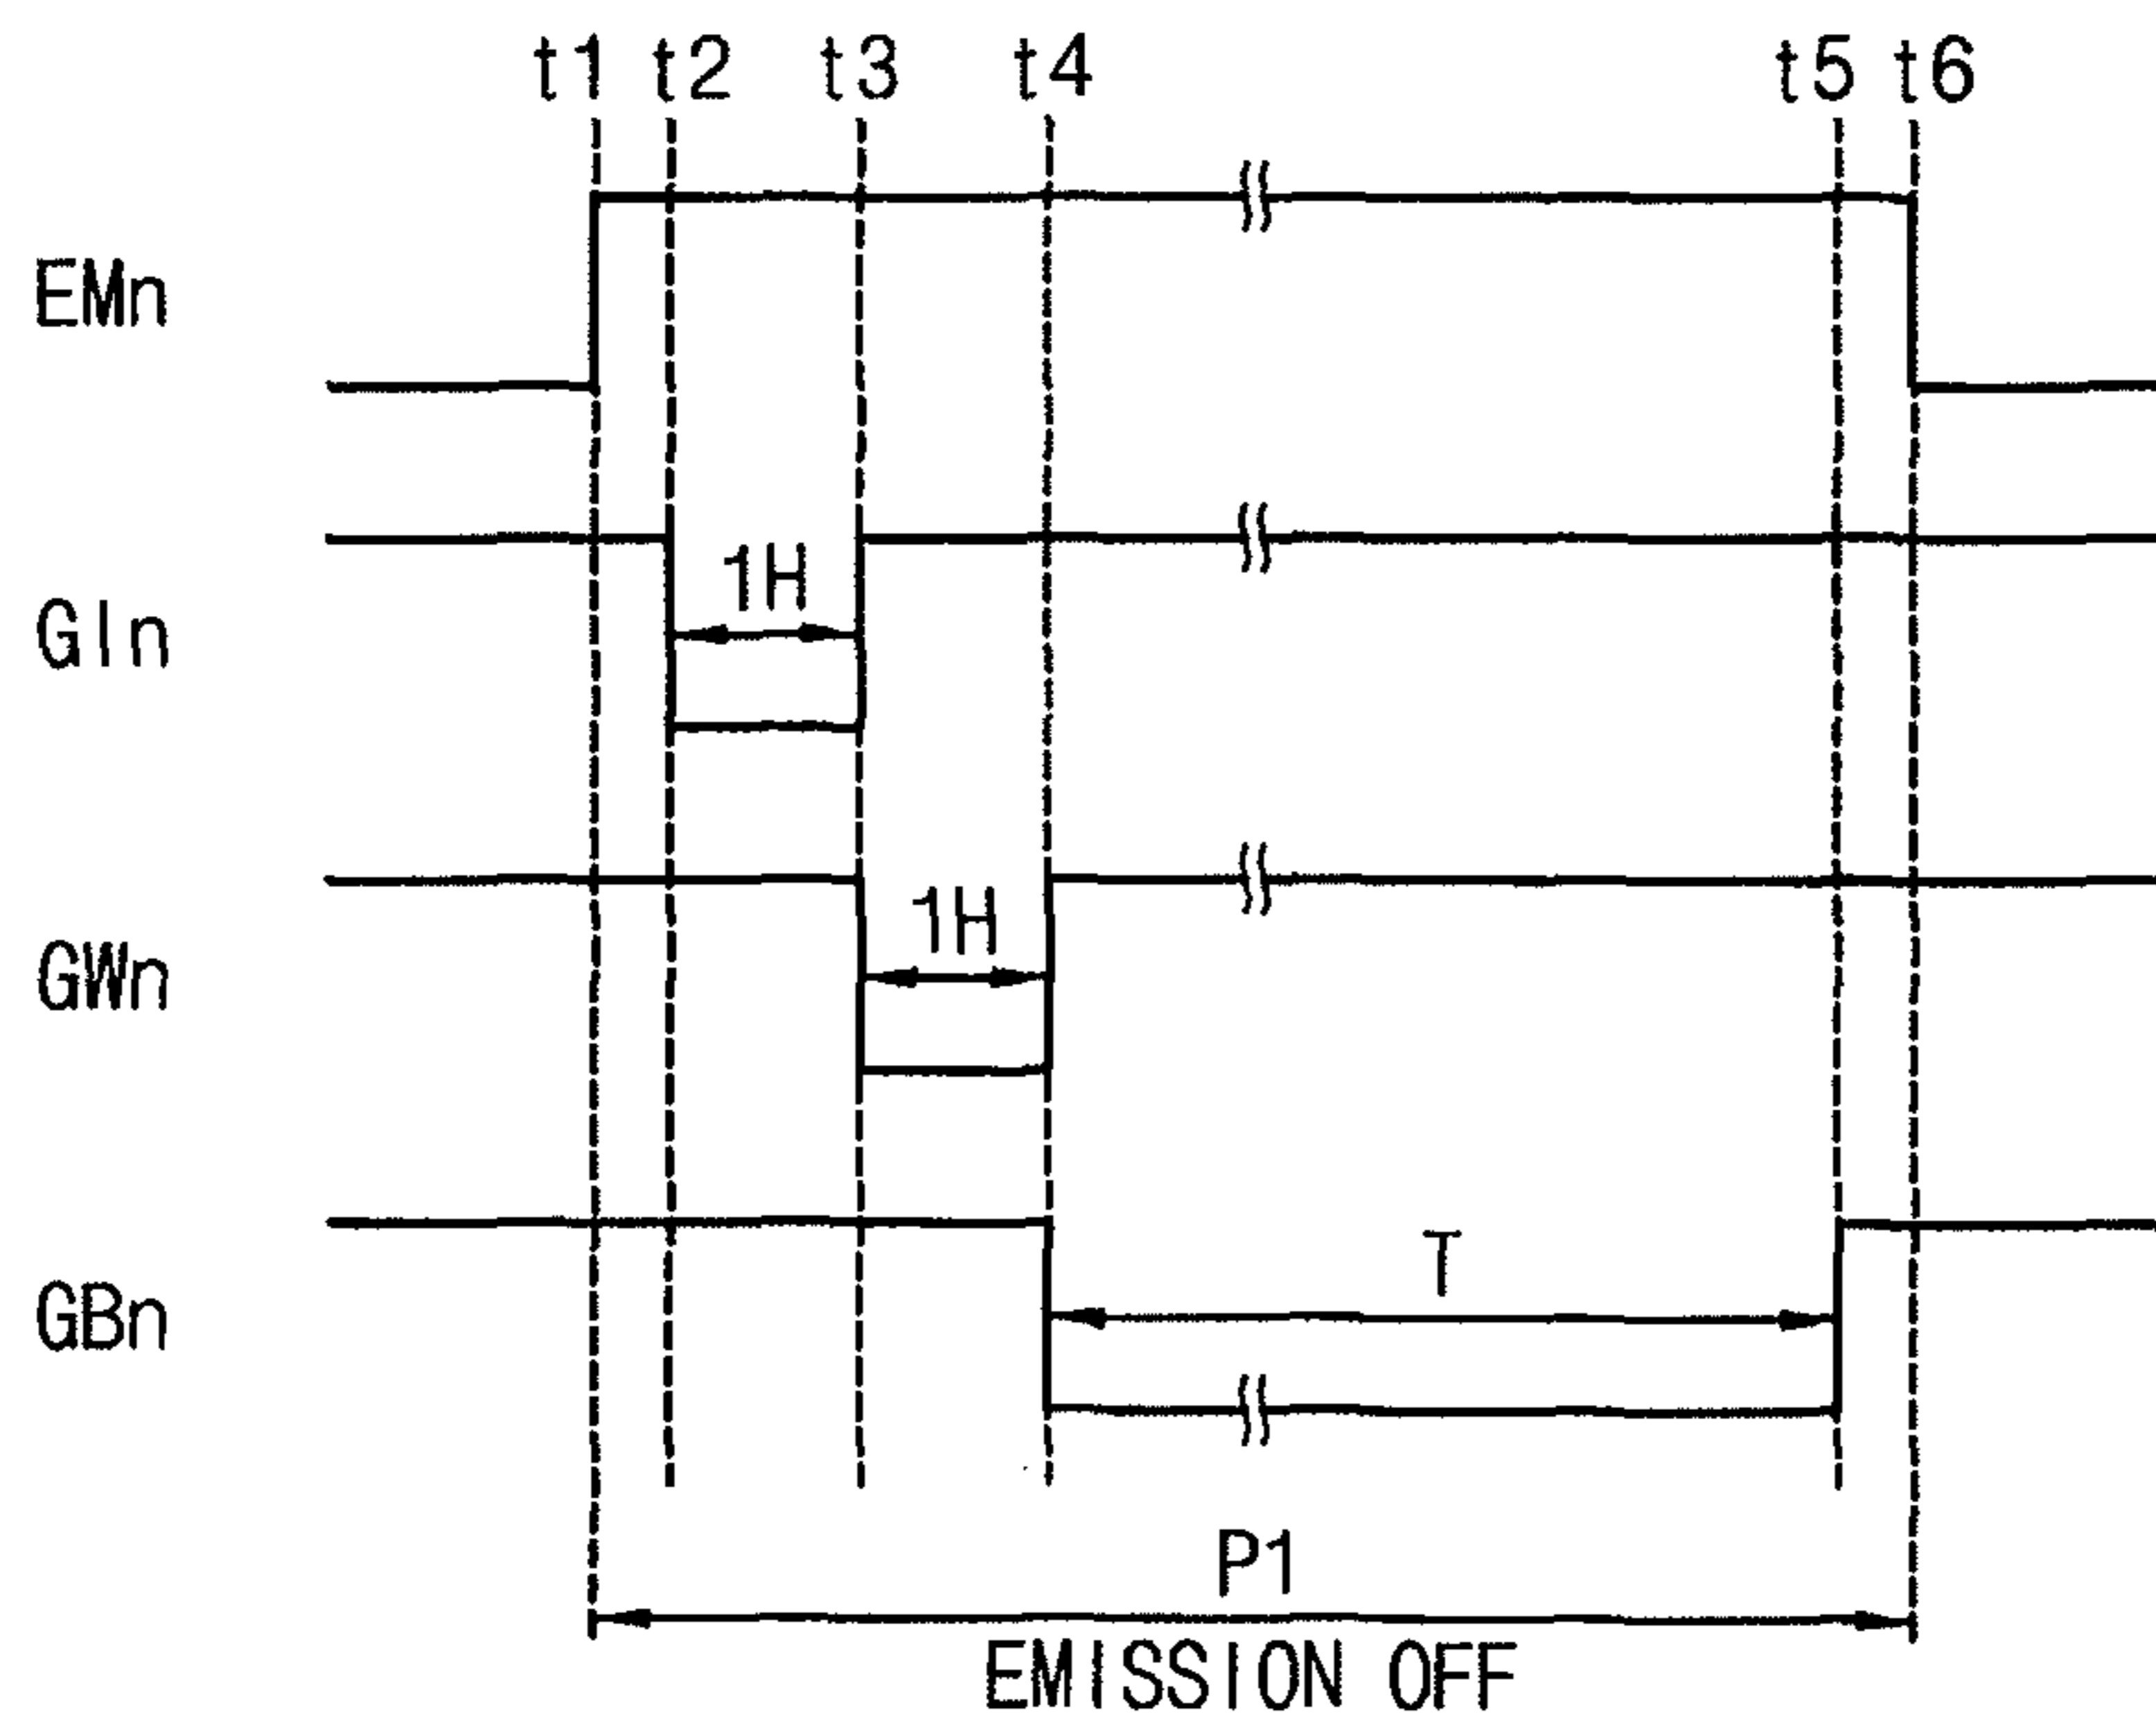 t1 t2 t3 t4 t5 t6
EMn
GIn
1H
GWn
1H
GBn
T
P1
EMISSION OFF